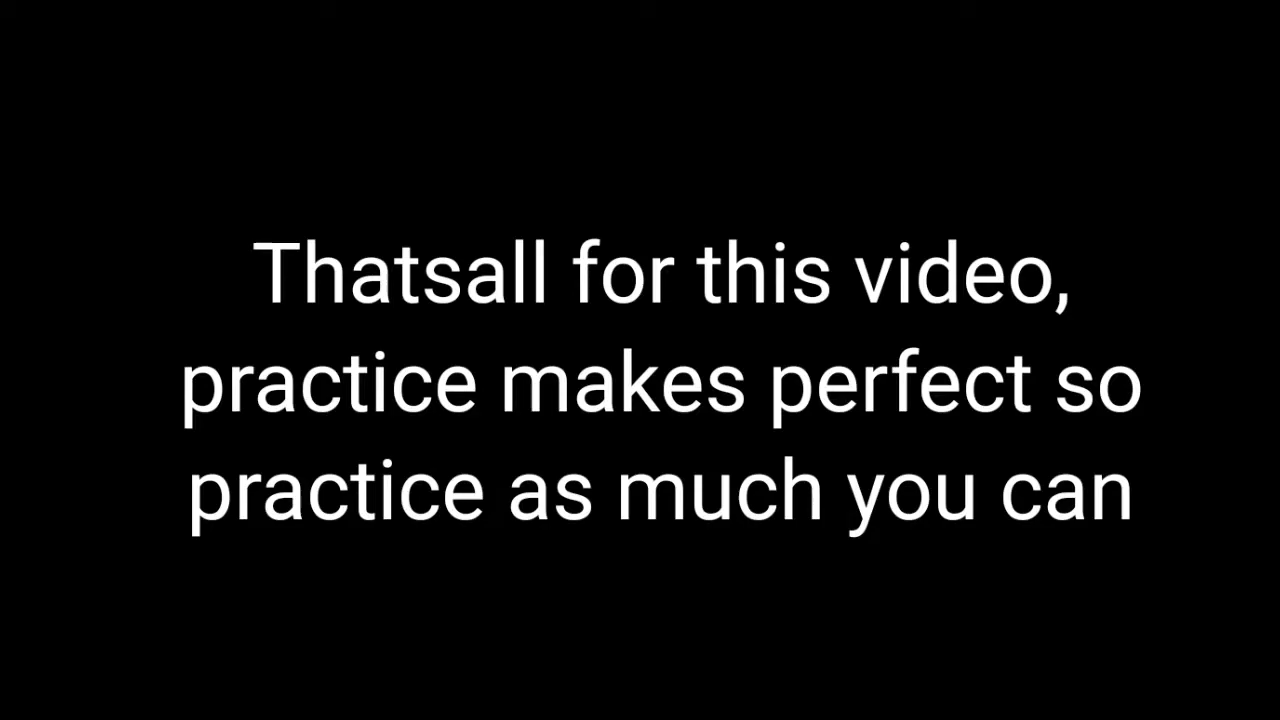 Thatsall for this video,
practice makes perfect so
practice as much you can